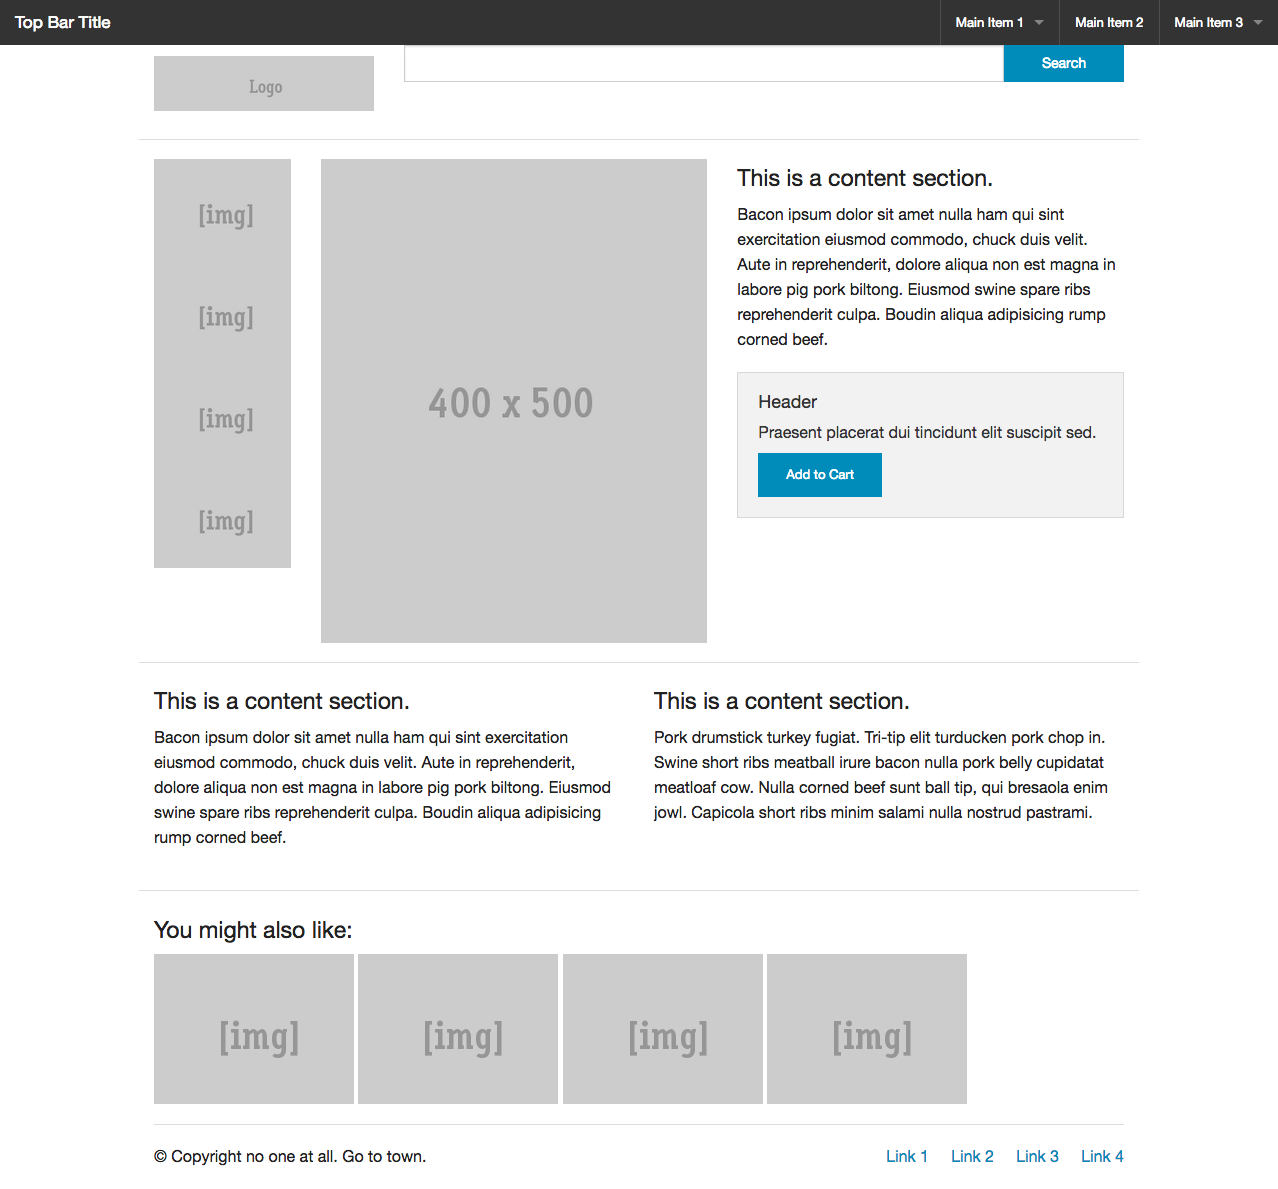 Top Bar Title
Main Item 1
Main Item 2
Main Item 3
Logo
Search
[img]
[img]
[img]
[img]
400 x 500
This is a content section.
Bacon ipsum dolor sit amet nulla ham qui sint
exercitation eiusmod commodo, chuck duis velit.
Aute in reprehenderit, dolore aliqua non est magna in
labore pig pork biltong. Eiusmod swine spare ribs
reprehenderit culpa. Boudin aliqua adipisicing rump
corned beef.
Header
Praesent placerat dui tincidunt elit suscipit sed.
Add to Cart
This is a content section.
Bacon ipsum dolor sit amet nulla ham qui sint exercitation
eiusmod commodo, chuck duis velit. Aute in reprehenderit,
dolore aliqua non est magna in labore pig pork biltong. Eiusmod
swine spare ribs reprehenderit culpa. Boudin aliqua adipisicing
rump corned beef.
This is a content section.
Pork drumstick turkey fugiat. Tri-tip elit turducken pork chop in.
Swine short ribs meatball irure bacon nulla pork belly cupidatat
meatloaf cow. Nulla corned beef sunt ball tip, qui bresaola enim
jowl. Capicola short ribs minim salami nulla nostrud pastrami.
You might also like:
[img]
[img]
[img]
[img]
© Copyright no one at all. Go to town.
Link 1
Link 2
Link 3
Link 4